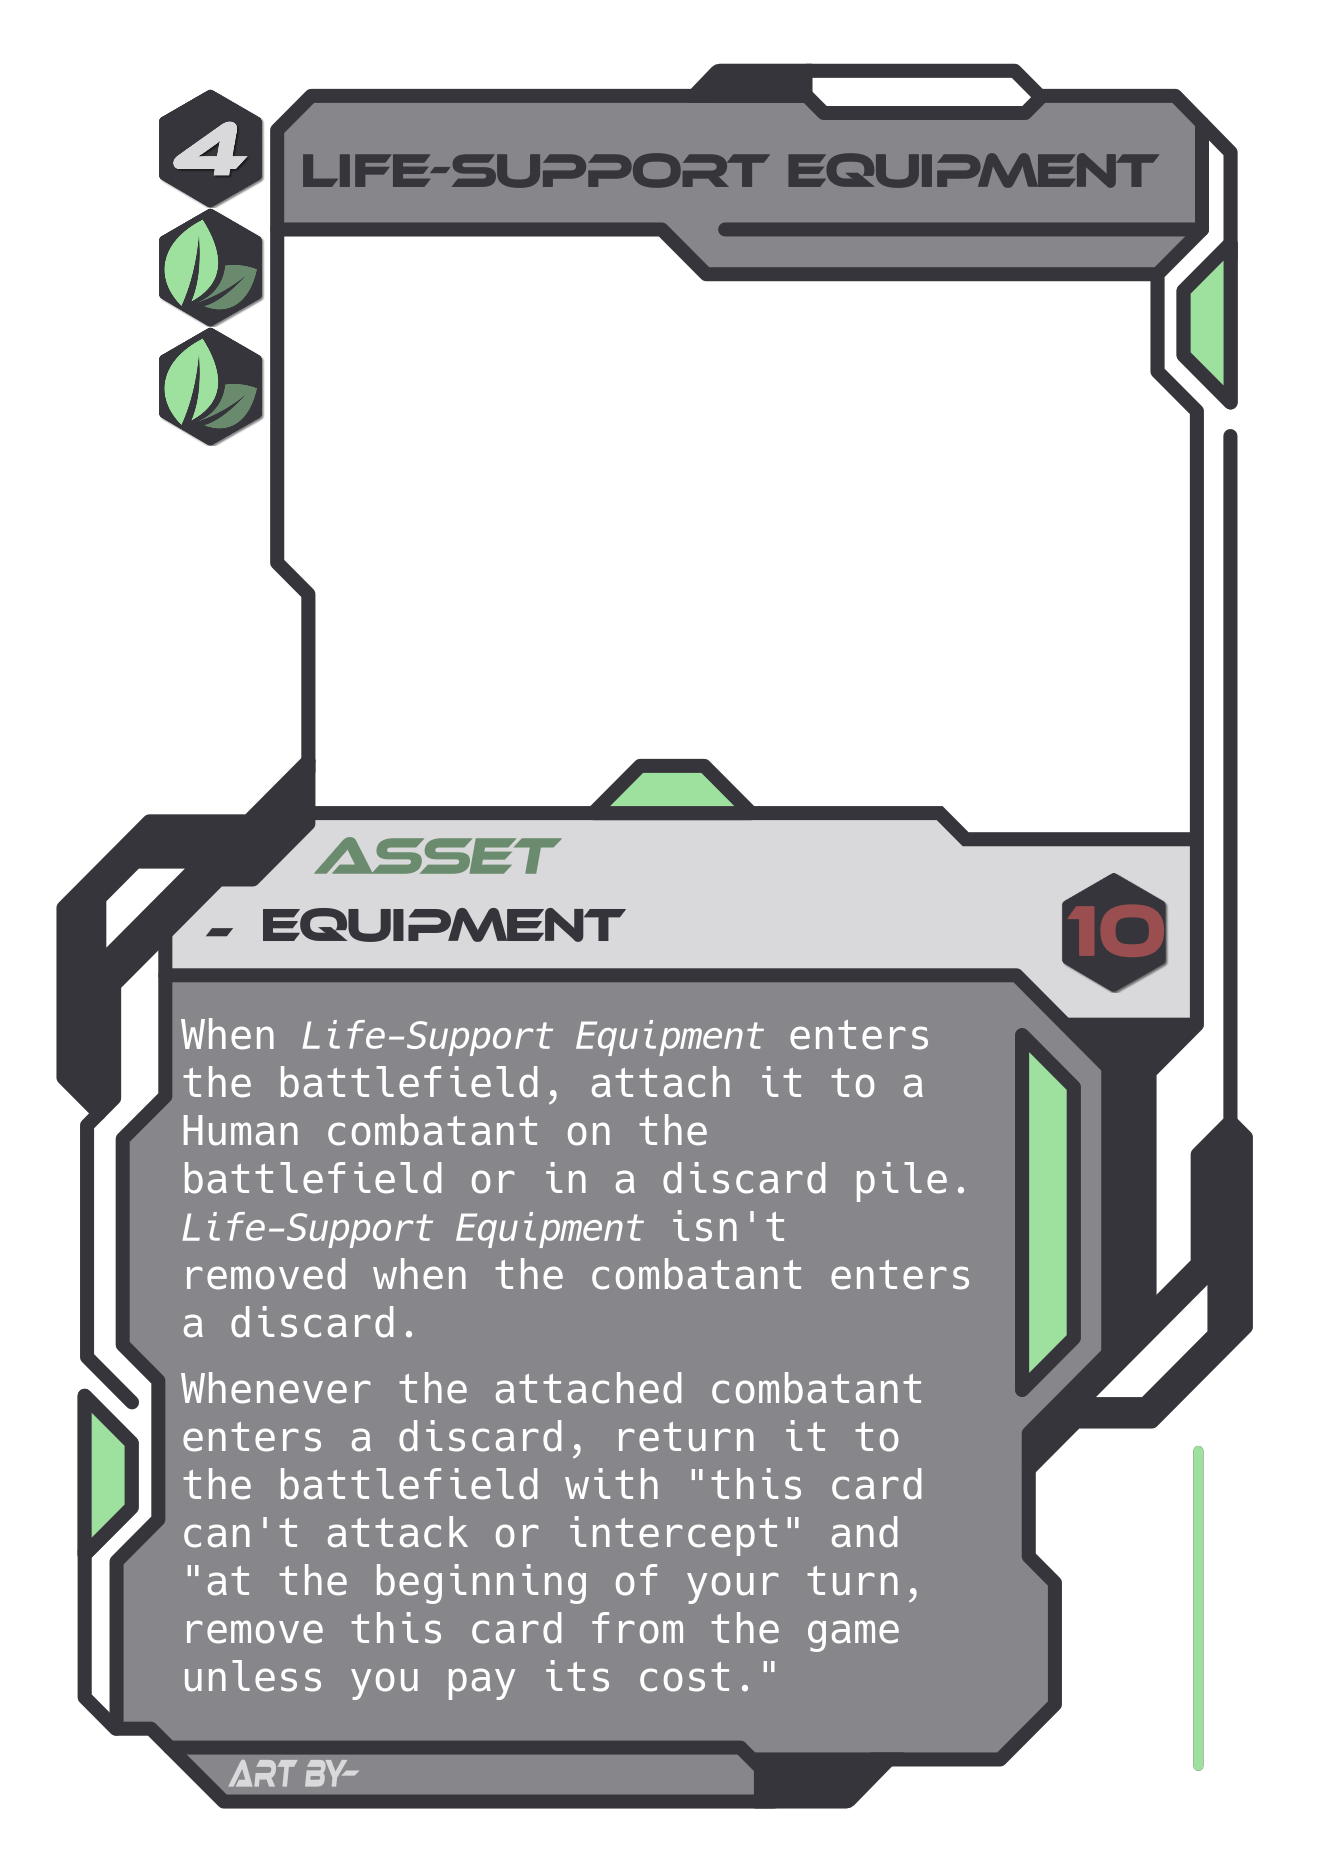 4
LIFE-SUPPORT EQUIPMENT
ASSET
- EQUIPMENT
10
When Life-Support Equipment enters
the battlefield, attach it to a
Human combatant on the
battlefield or in a discard pile.
Life-Support Equipment isn't
removed when the combatant enters
a discard.
Whenever the attached combatant
enters a discard, return it to
the battlefield with "this card
can't attack or intercept" and
"at the beginning of your turn,
remove this card from the game
unless you pay its cost."
ART BY-